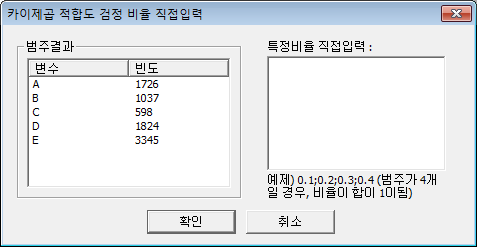 카이제곱 적합도 검정 비율 직접입력
범주결과
변수 빈도
A 1726
B 1037
C 598
D 1824
E 3345
특정비율 직접입력 :
예제) 0.1;0.2;0.3;0.4 (범주가 4개
일 경우, 비율이 합이 1이됨)
확인 취소